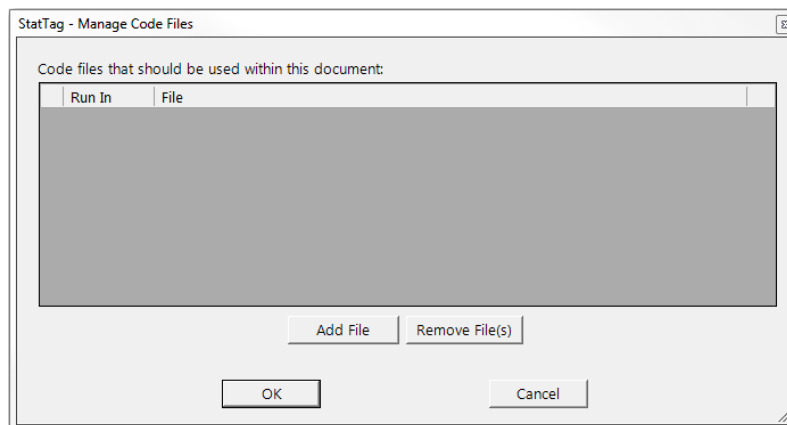 StatTag - Manage Code Files
Code files that should be used within this document:
Run In File
Add File Remove File(s)
OK Cancel